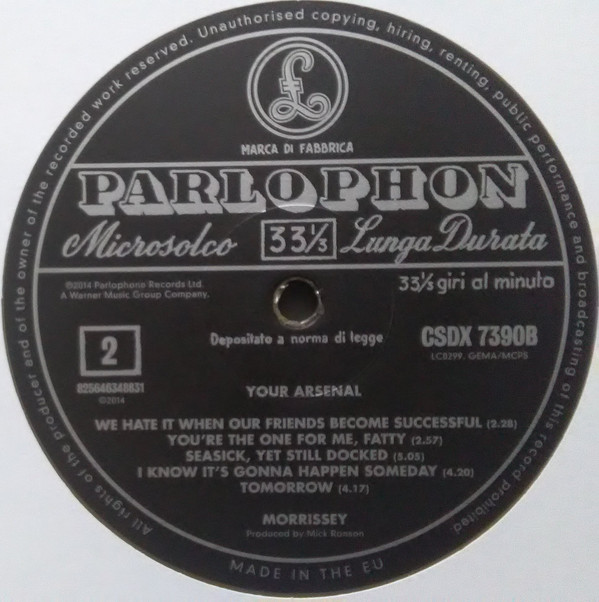 All rights of the producer and of the owner of the recorded work reserved. Unauthorised copying, hiring, renting, public performance and broadcasting of this record prohibited
£
MARCA DI FABBRICA
PARLOPHON
Microsolco 33⅓ Lunga Durata
℗2014 Parlophone Records Ltd.
A Warner Music Group Company.
33⅓ giri al minuto
Depositato a norma di legge
2
CSDX 7390B
LC8299. GEMA/MCPS
825646348831
©2014
YOUR ARSENAL
WE HATE IT WHEN OUR FRIENDS BECOME SUCCESSFUL (2.28)
YOU'RE THE ONE FOR ME, FATTY (2.57)
SEASICK, YET STILL DOCKED (5.05)
I KNOW IT'S GONNA HAPPEN SOMEDAY (4.20)
TOMORROW (4.17)
MORRISSEY
Produced by Mick Ronson
MADE IN THE EU